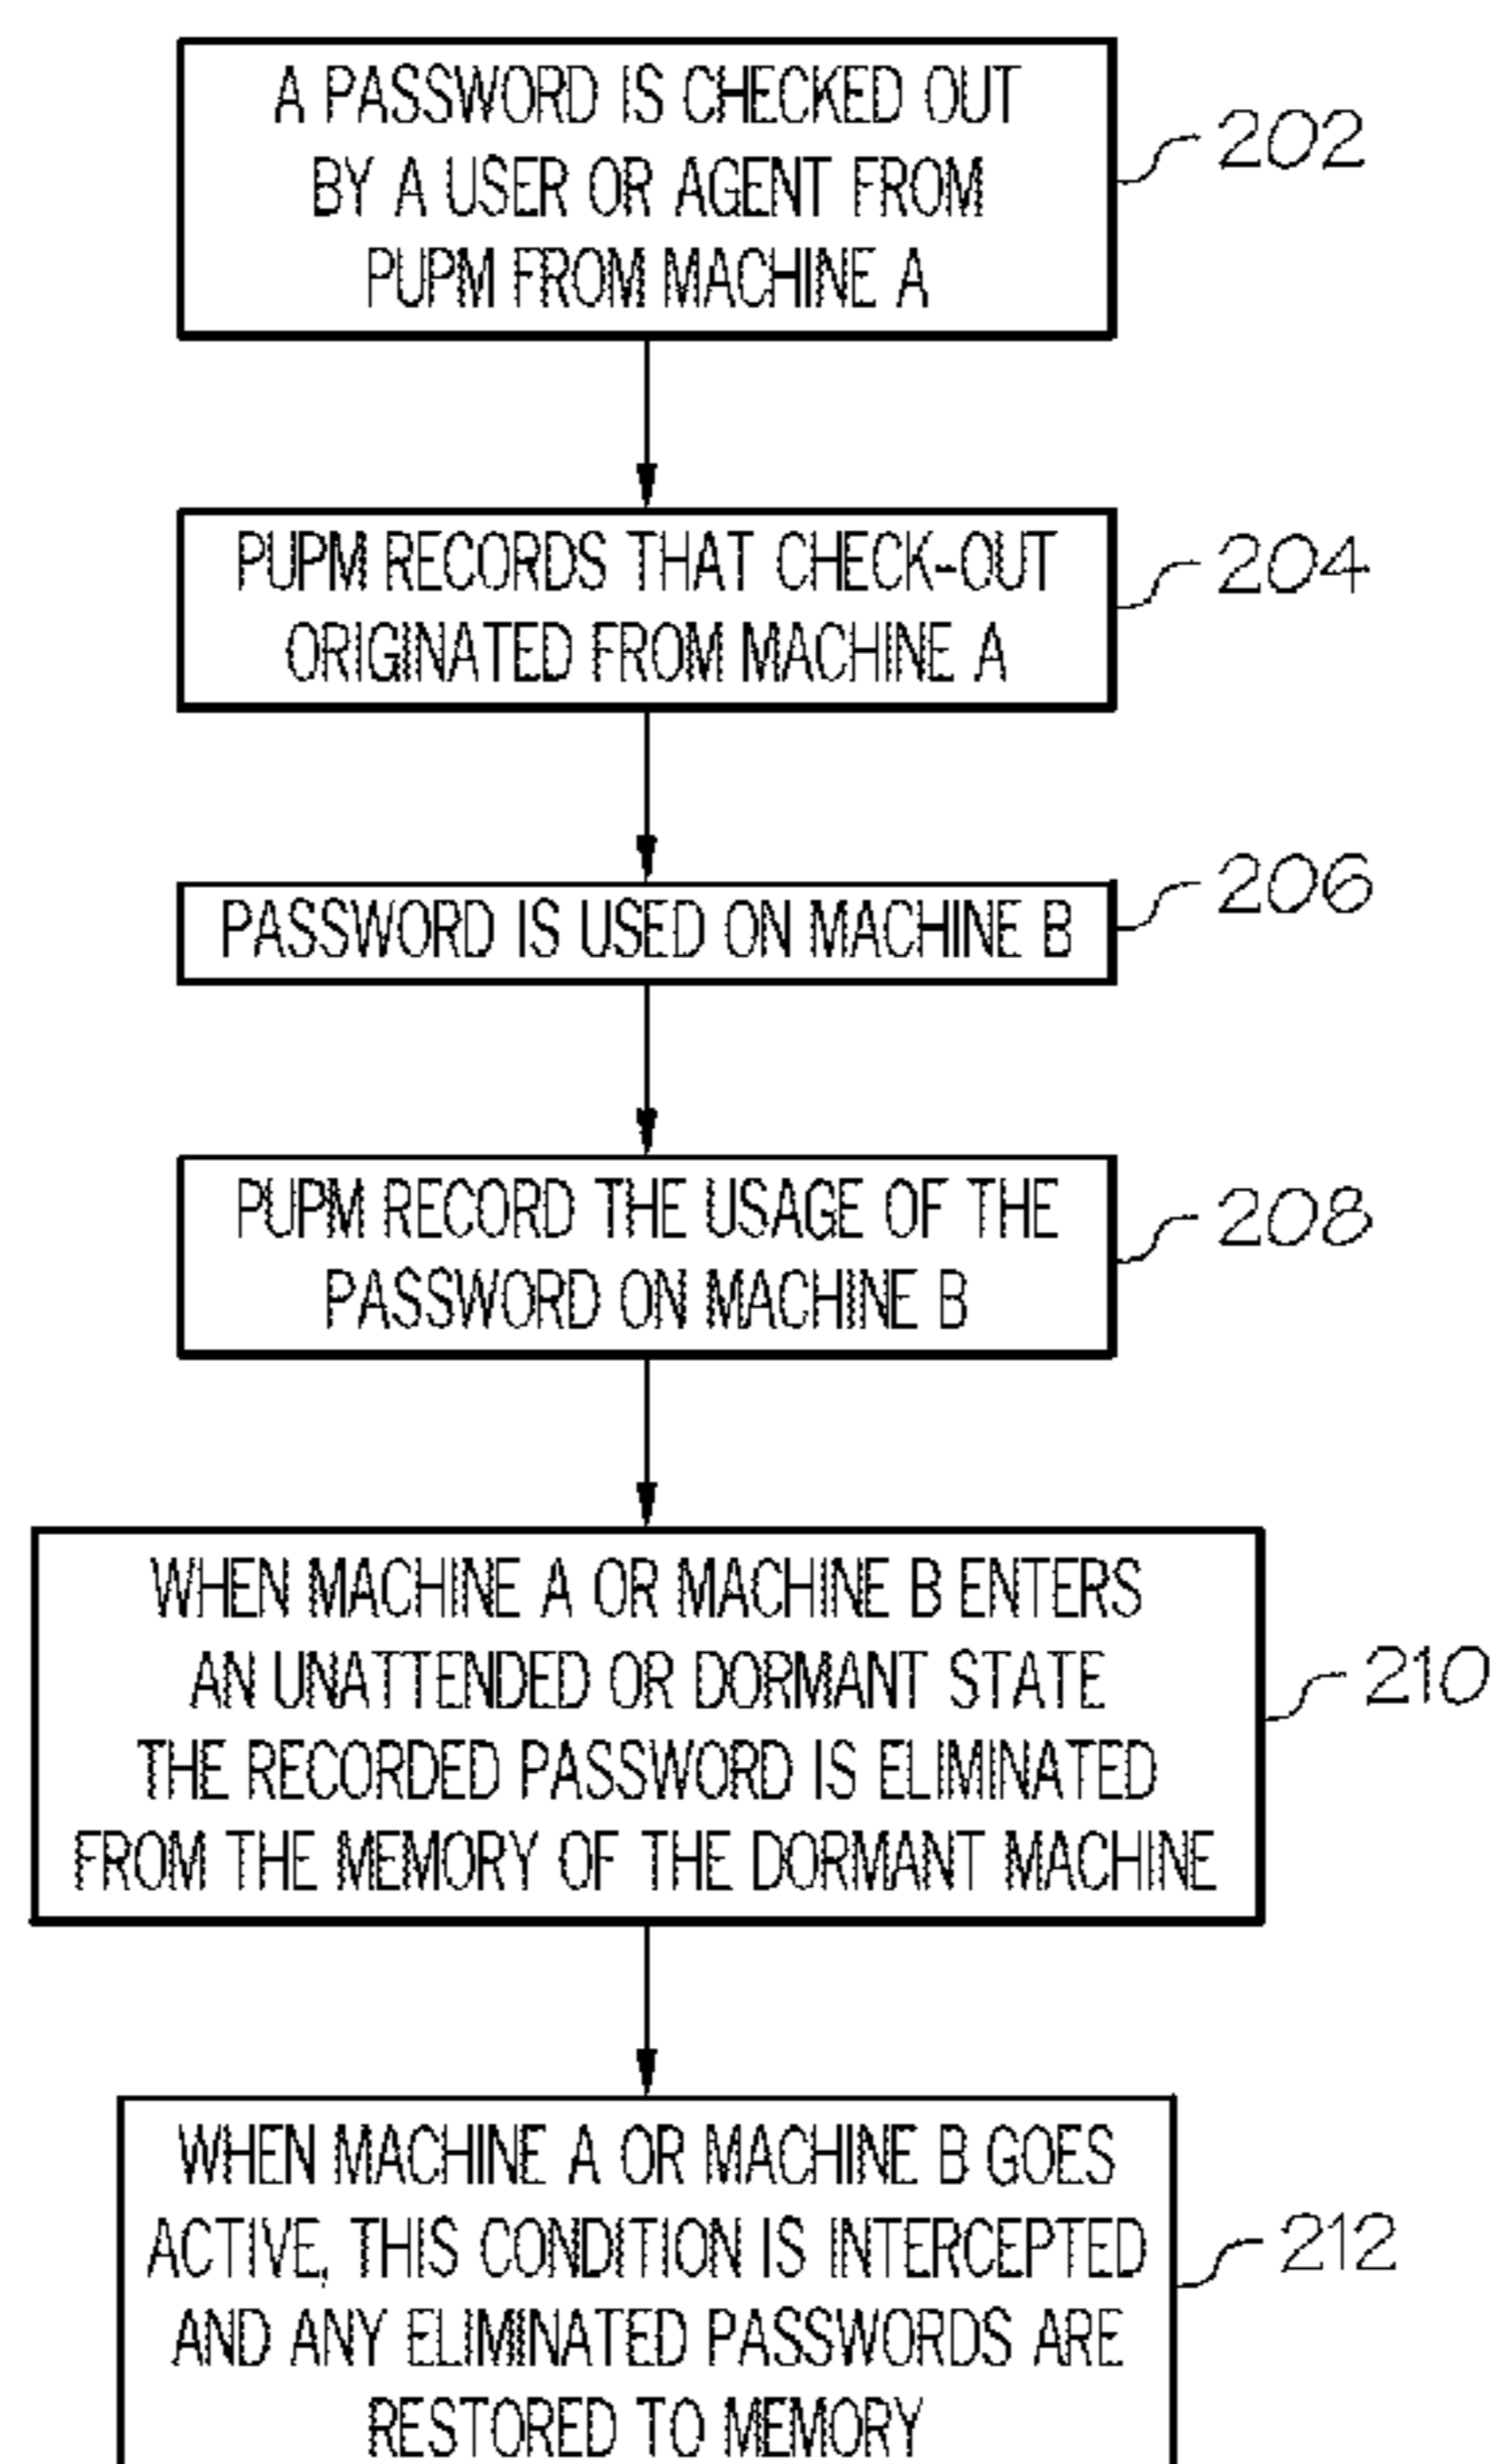 A PASSWORD IS CHECKED OUT
BY A USER OR AGENT FROM
PUPM FROM MACHINE A
202
PUPM RECORDS THAT CHECK-OUT
ORIGINATED FROM MACHINE A
204
PASSWORD IS USED ON MACHINE B
206
PUPM RECORD THE USAGE OF THE
PASSWORD ON MACHINE B
208
WHEN MACHINE A OR MACHINE B ENTERS
AN UNATTENDED OR DORMANT STATE
THE RECORDED PASSWORD IS ELIMINATED
FROM THE MEMORY OF THE DORMANT MACHINE
210
WHEN MACHINE A OR MACHINE B GOES
ACTIVE, THIS CONDITION IS INTERCEPTED
AND ANY ELIMINATED PASSWORDS ARE
RESTORED TO MEMORY
212